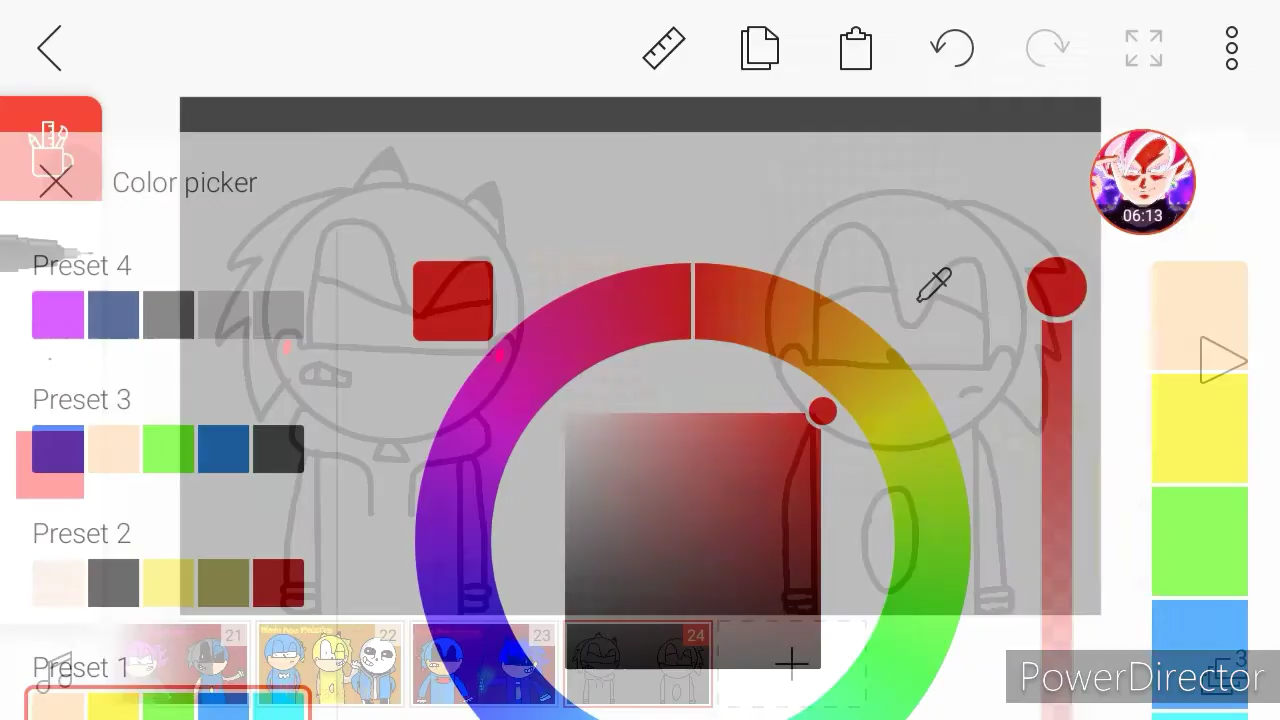 Color picker
06:13
Preset 4
Preset 3
Preset 2
21
22
23
24
Preset 1
3
PowerDirector